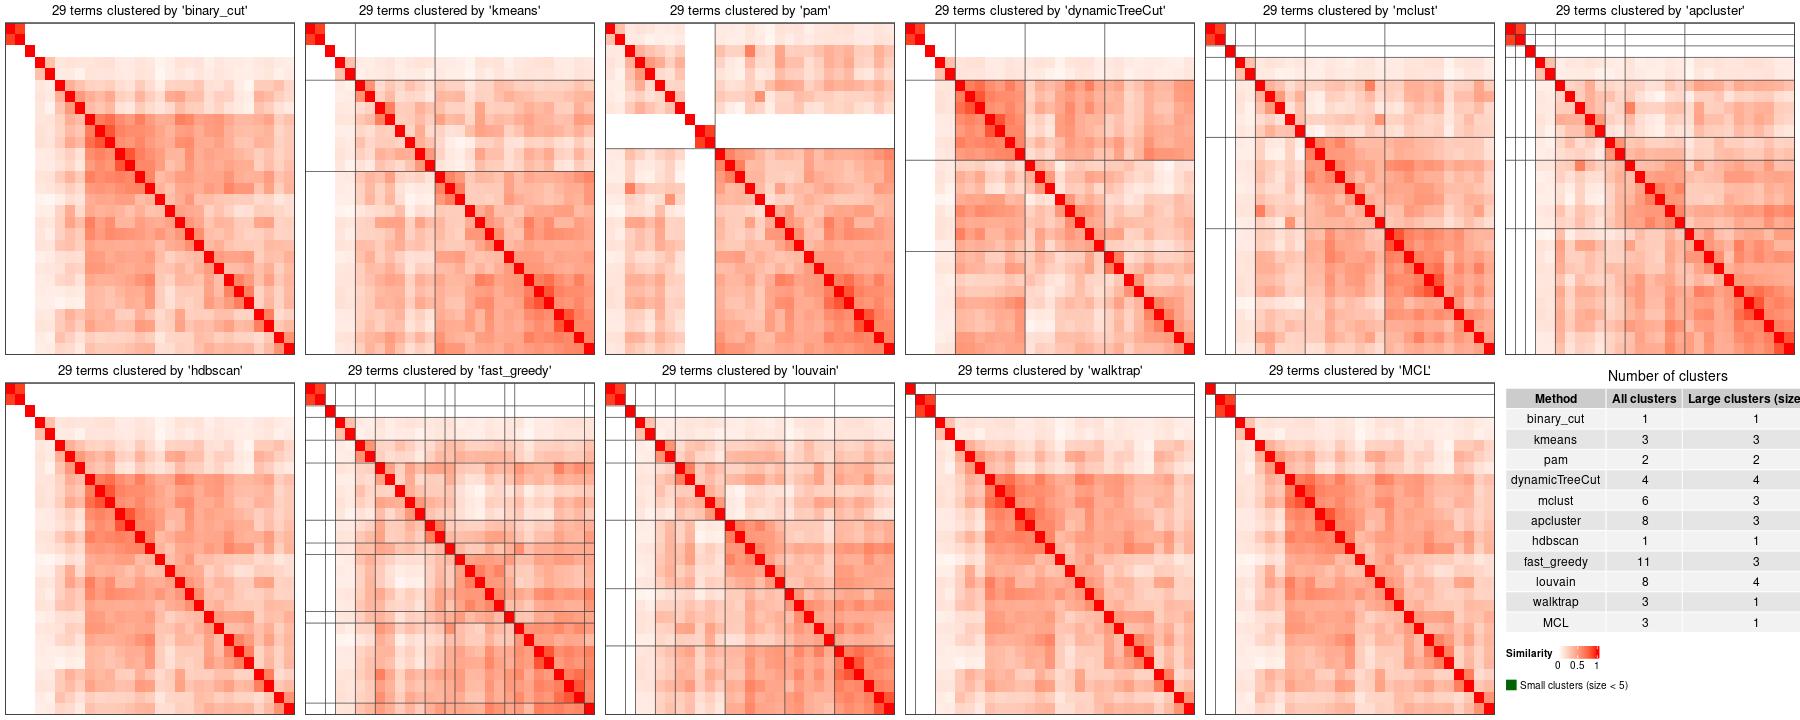 29 terms clustered by 'binary_cut'
29 terms clustered by 'kmeans'
29 terms clustered by 'pam'
29 terms clustered by 'dynamicTreeCut'
29 terms clustered by 'mclust'
29 terms clustered by 'apcluster'
29 terms clustered by 'hdbscan'
29 terms clustered by 'fast_greedy'
29 terms clustered by 'louvain'
29 terms clustered by 'walktrap'
29 terms clustered by 'MCL'
Number of clusters
Method All clusters Large clusters (size
binary_cut 1 1
kmeans 3 3
pam 2 2
dynamicTreeCut 4 4
mclust 6 3
apcluster 8 3
hdbscan 1 1
fast_greedy 11 3
louvain 8 4
walktrap 3 1
MCL 3 1
Similarity
0 0.5 1
Small clusters (size < 5)